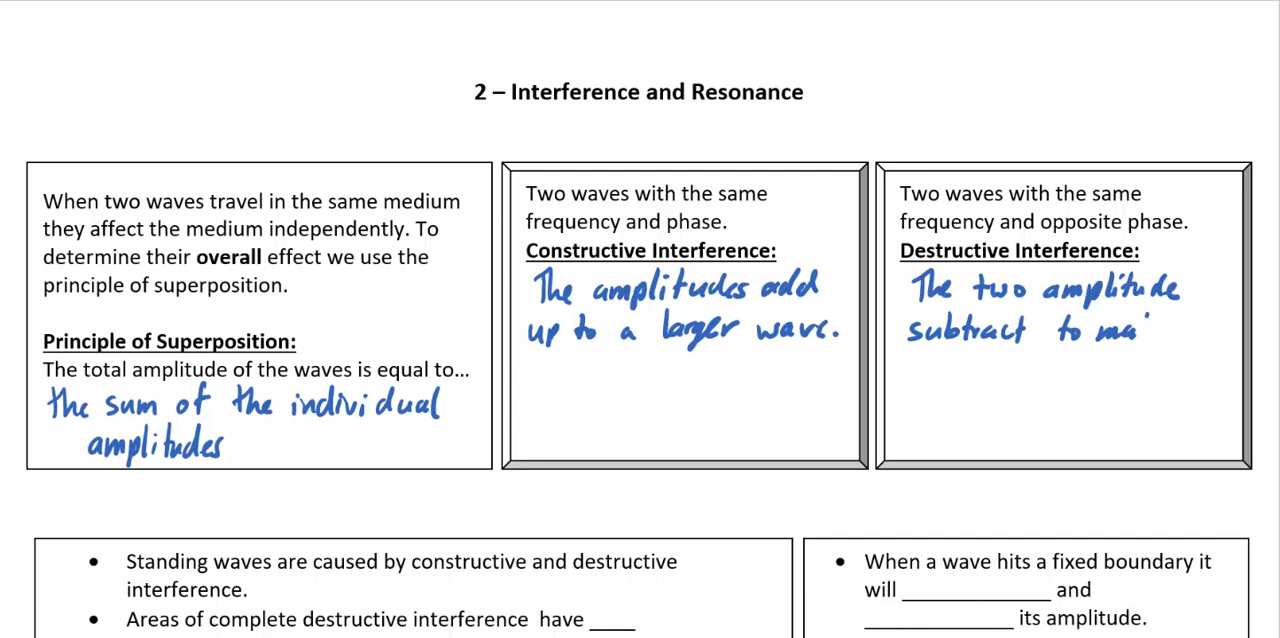 2 – Interference and Resonance
When two waves travel in the same medium
they affect the medium independently. To
determine their overall effect we use the
principle of superposition.
Principle of Superposition:
The total amplitude of the waves is equal to...
the sum of the individual
amplitudes
Two waves with the same
frequency and phase.
Constructive Interference:
The amplitudes add
up to a larger wave.
Two waves with the same
frequency and opposite phase.
Destructive Interference:
The two amplitude
subtract to ma
• Standing waves are caused by constructive and destructive
interference.
• Areas of complete destructive interference have ____
• When a wave hits a fixed boundary it
will _____________ and
_____________ its amplitude.